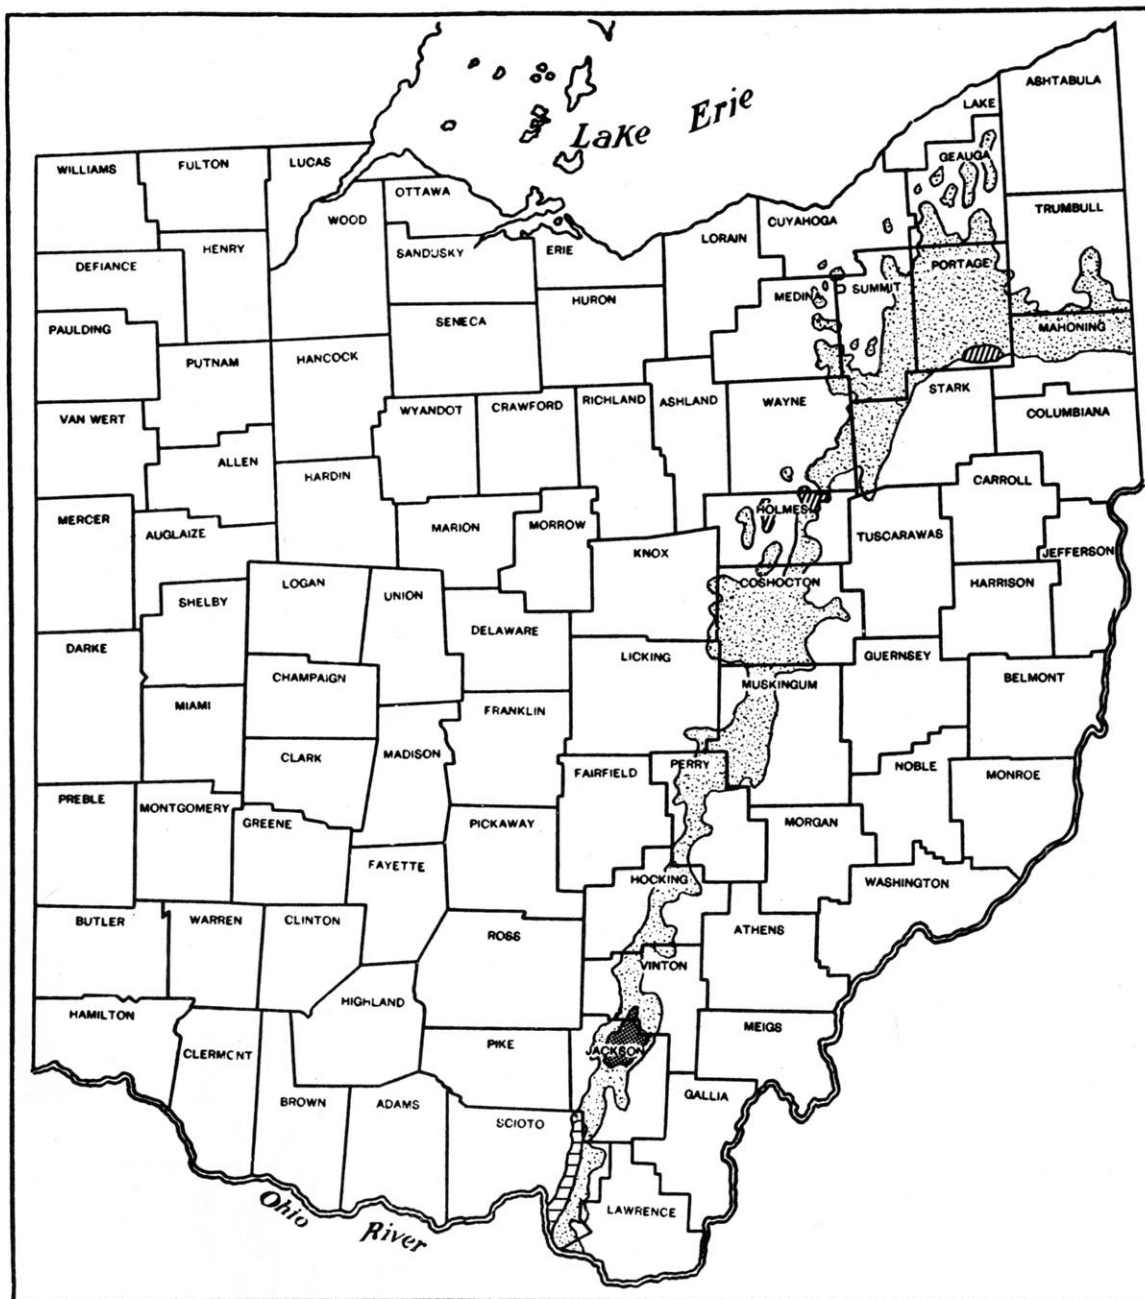 ASHTABULA
LAKE
Lake Erie
GEAUGA
WILLIAMS
FULTON
LUCAS
OTTAWA
WOOD
CUYAHOGA
TRUMBULL
LORAIN
HENRY
SANDUSKY
ERIE
DEFIANCE
PORTAGE
MEDINA
SUMMIT
HURON
SENECA
PAULDING
MAHONING
PUTNAM
HANCOCK
STARK
WYANDOT
CRAWFORD
RICHLAND
ASHLAND
WAYNE
COLUMBIANA
VAN WERT
ALLEN
HARDIN
CARROLL
HOLMES
MERCER
AUGLAIZE
MARION
MORROW
TUSCARAWAS
KNOX
JEFFERSON
LOGAN
UNION
COSHOCTON
HARRISON
SHELBY
DELAWARE
DARKE
LICKING
GUERNSEY
CHAMPAIGN
BELMONT
MUSKINGUM
MIAMI
FRANKLIN
CLARK
MADISON
FAIRFIELD
PERRY
NOBLE
MONROE
PREBLE
MONTGOMERY
GREENE
PICKAWAY
MORGAN
FAYETTE
HOCKING
WASHINGTON
BUTLER
WARREN
CLINTON
ROSS
ATHENS
VINTON
HIGHLAND
HAMILTON
MEIGS
PIKE
JACKSON
CLERMONT
BROWN
ADAMS
GALLIA
SCIOTO
LAWRENCE
Ohio River